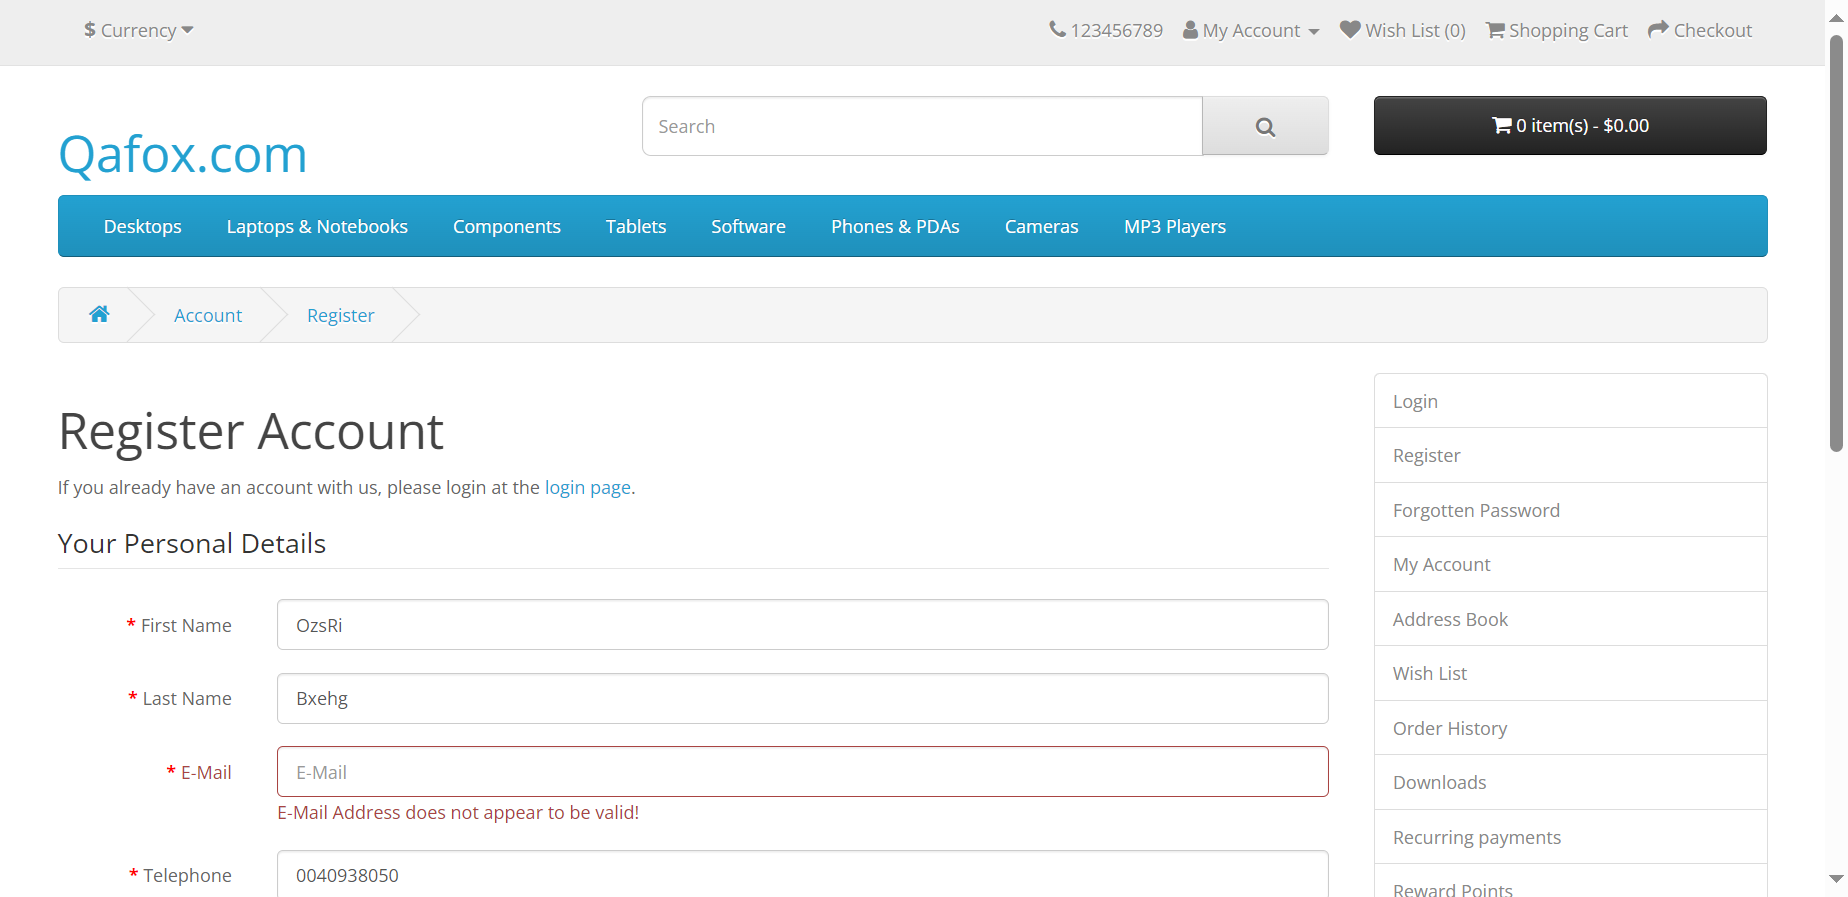 $ Currency
123456789 My Account Wish List (0) Shopping Cart Checkout
Qafox.com
Search
0 item(s) - $0.00
Desktops Laptops & Notebooks Components Tablets Software Phones & PDAs Cameras MP3 Players
Account Register
Register Account
If you already have an account with us, please login at the login page.
Your Personal Details
* First Name OzsRi
* Last Name Bxehg
* E-Mail E-Mail
E-Mail Address does not appear to be valid!
* Telephone 0040938050
Login
Register
Forgotten Password
My Account
Address Book
Wish List
Order History
Downloads
Recurring payments
Reward Points